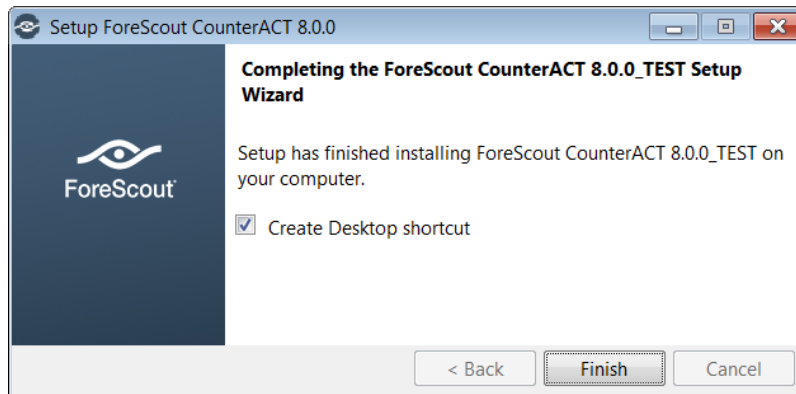 Setup ForeScout CounterACT 8.0.0
Completing the ForeScout CounterACT 8.0.0_TEST Setup
Wizard
Setup has finished installing ForeScout CounterACT 8.0.0_TEST on
your computer.
ForeScout
Create Desktop shortcut
< Back
Finish
Cancel